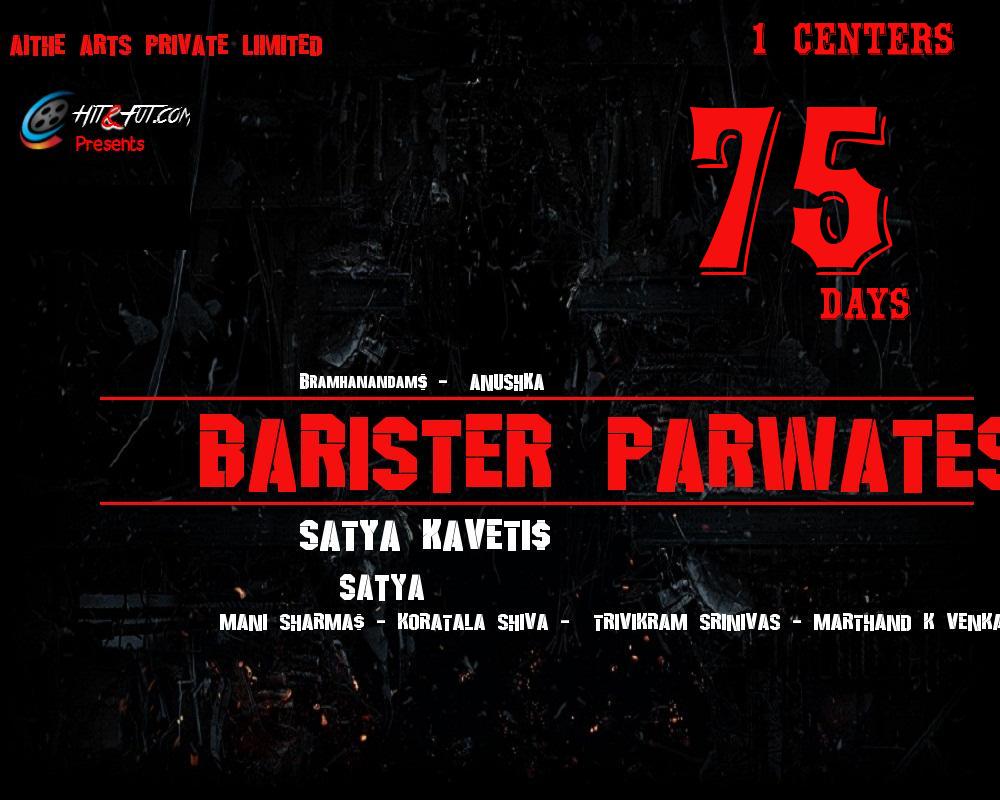 AITHE ARTS PRIVATE LIIMITED
1 CENTERS
HIT&FUT.COM
Presents
75
DAYS
BRAMHANANDAM$ - ANUSHKA
BARISTER PARWATES
SATYA KAVETI$
SATYA
MANI SHARMA$ - KORATALA SHIVA - TRIVIKRAM SRINIVAS - MARTHAND K VENKA